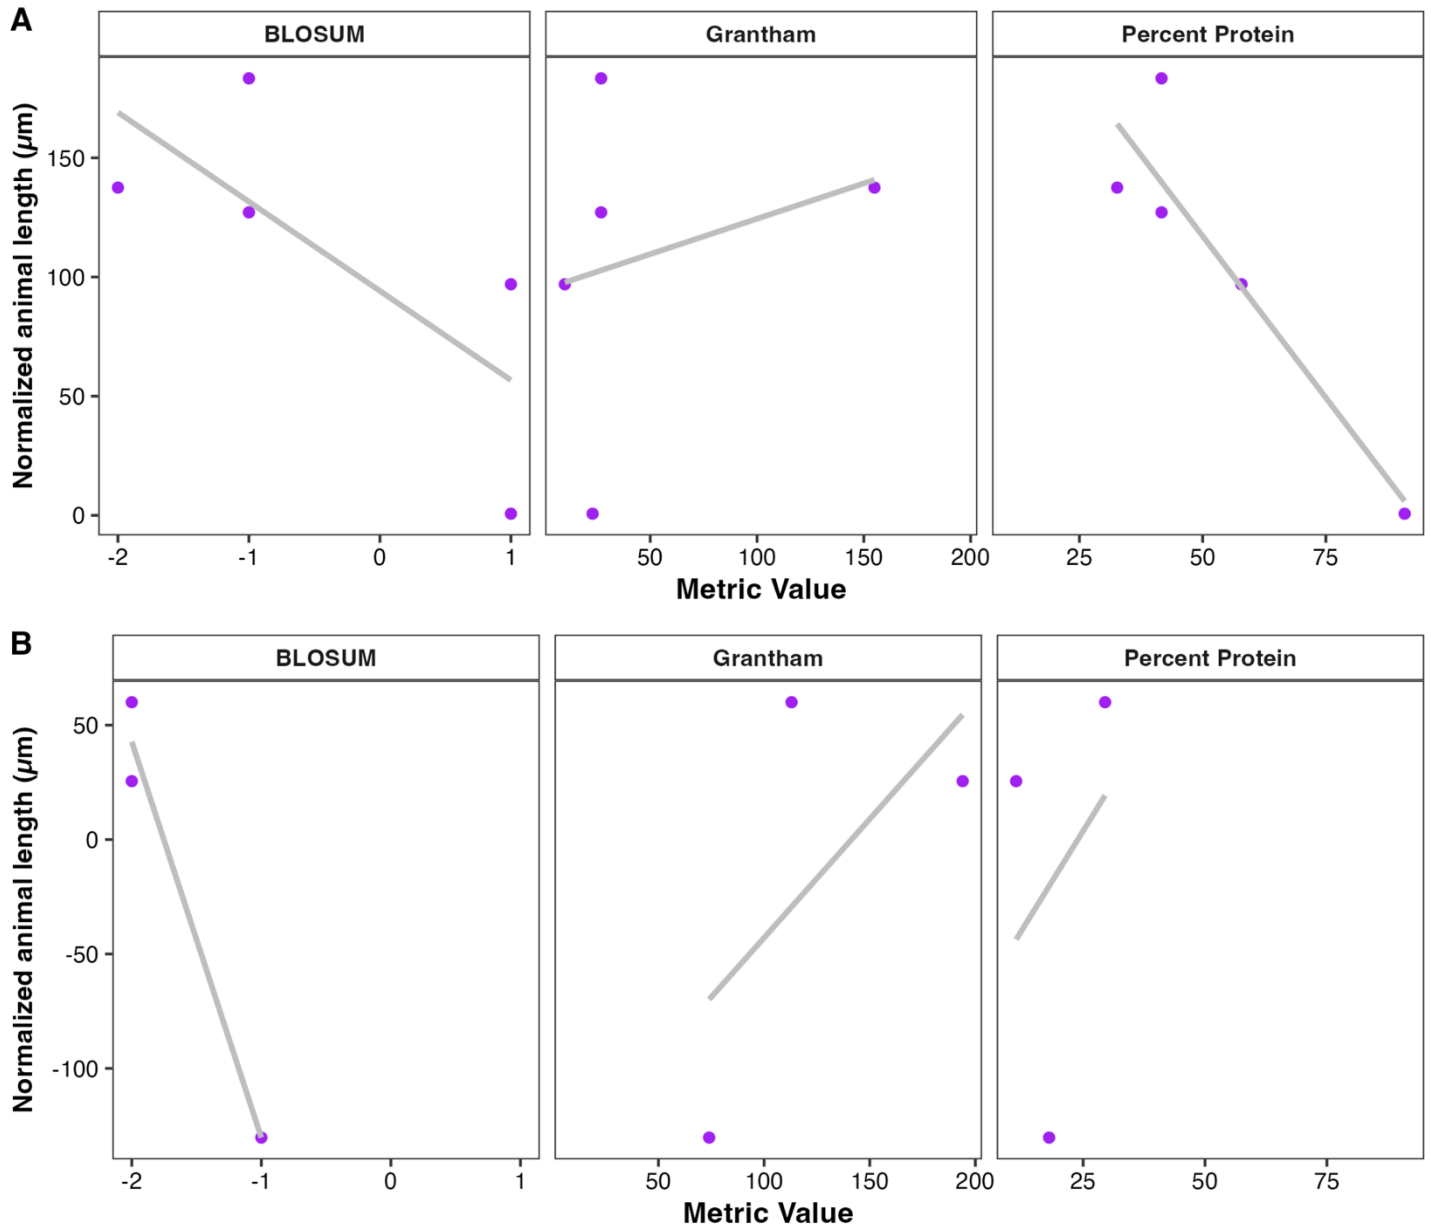 A
BLOSUM
Grantham
Percent Protein
Normalized animal length (μm)
150
100
50
0
-2 -1 0 1
50 100 150 200
25 50 75
Metric Value
B
BLOSUM
Grantham
Percent Protein
Normalized animal length (μm)
50
0
-50
-100
-2 -1 0 1
50 100 150 200
25 50 75
Metric Value